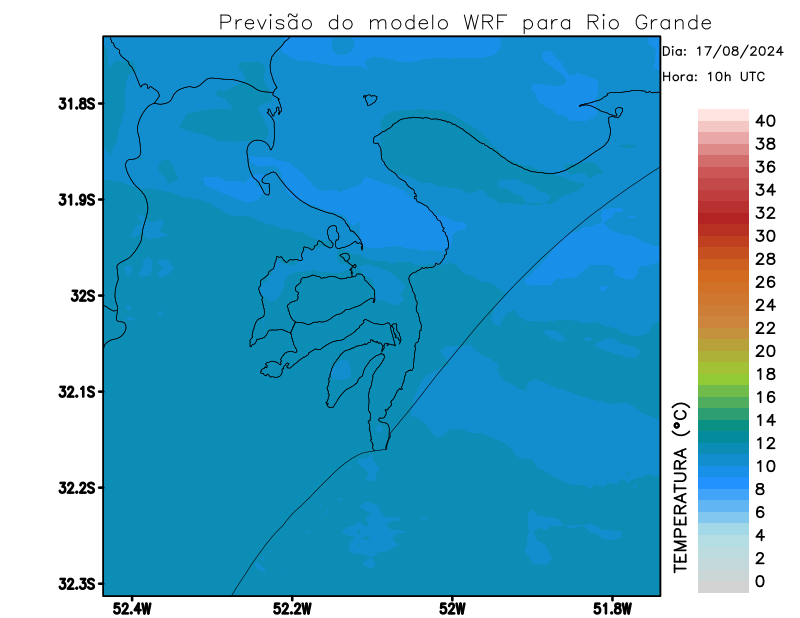 Previsão do modelo WRF para Rio Grande
Dia: 17/08/2024
Hora: 10h UTC
31.8S
31.9S
32S
32.1S
32.2S
32.3S
52.4W
52.2W
52W
51.8W
TEMPERATURA (°C)
40
38
36
34
32
30
28
26
24
22
20
18
16
14
12
10
8
6
4
2
0